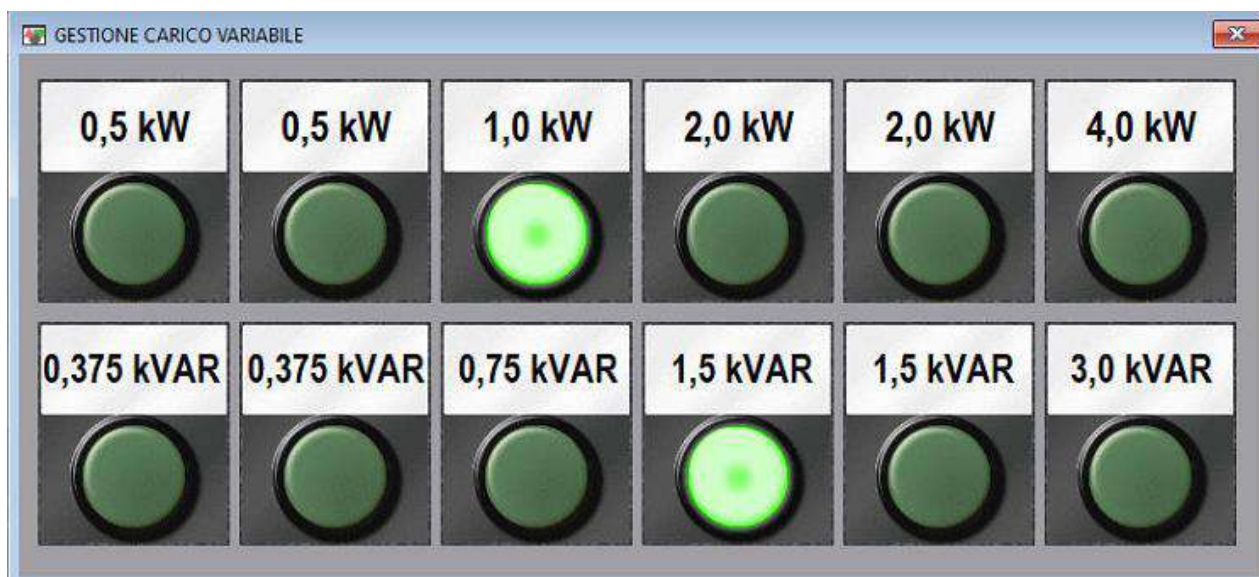 GESTIONE CARICO VARIABILE
0,5 kW 0,5 kW 1,0 kW 2,0 kW 2,0 kW 4,0 kW
0,375 kVAR 0,375 kVAR 0,75 kVAR 1,5 kVAR 1,5 kVAR 3,0 kVAR